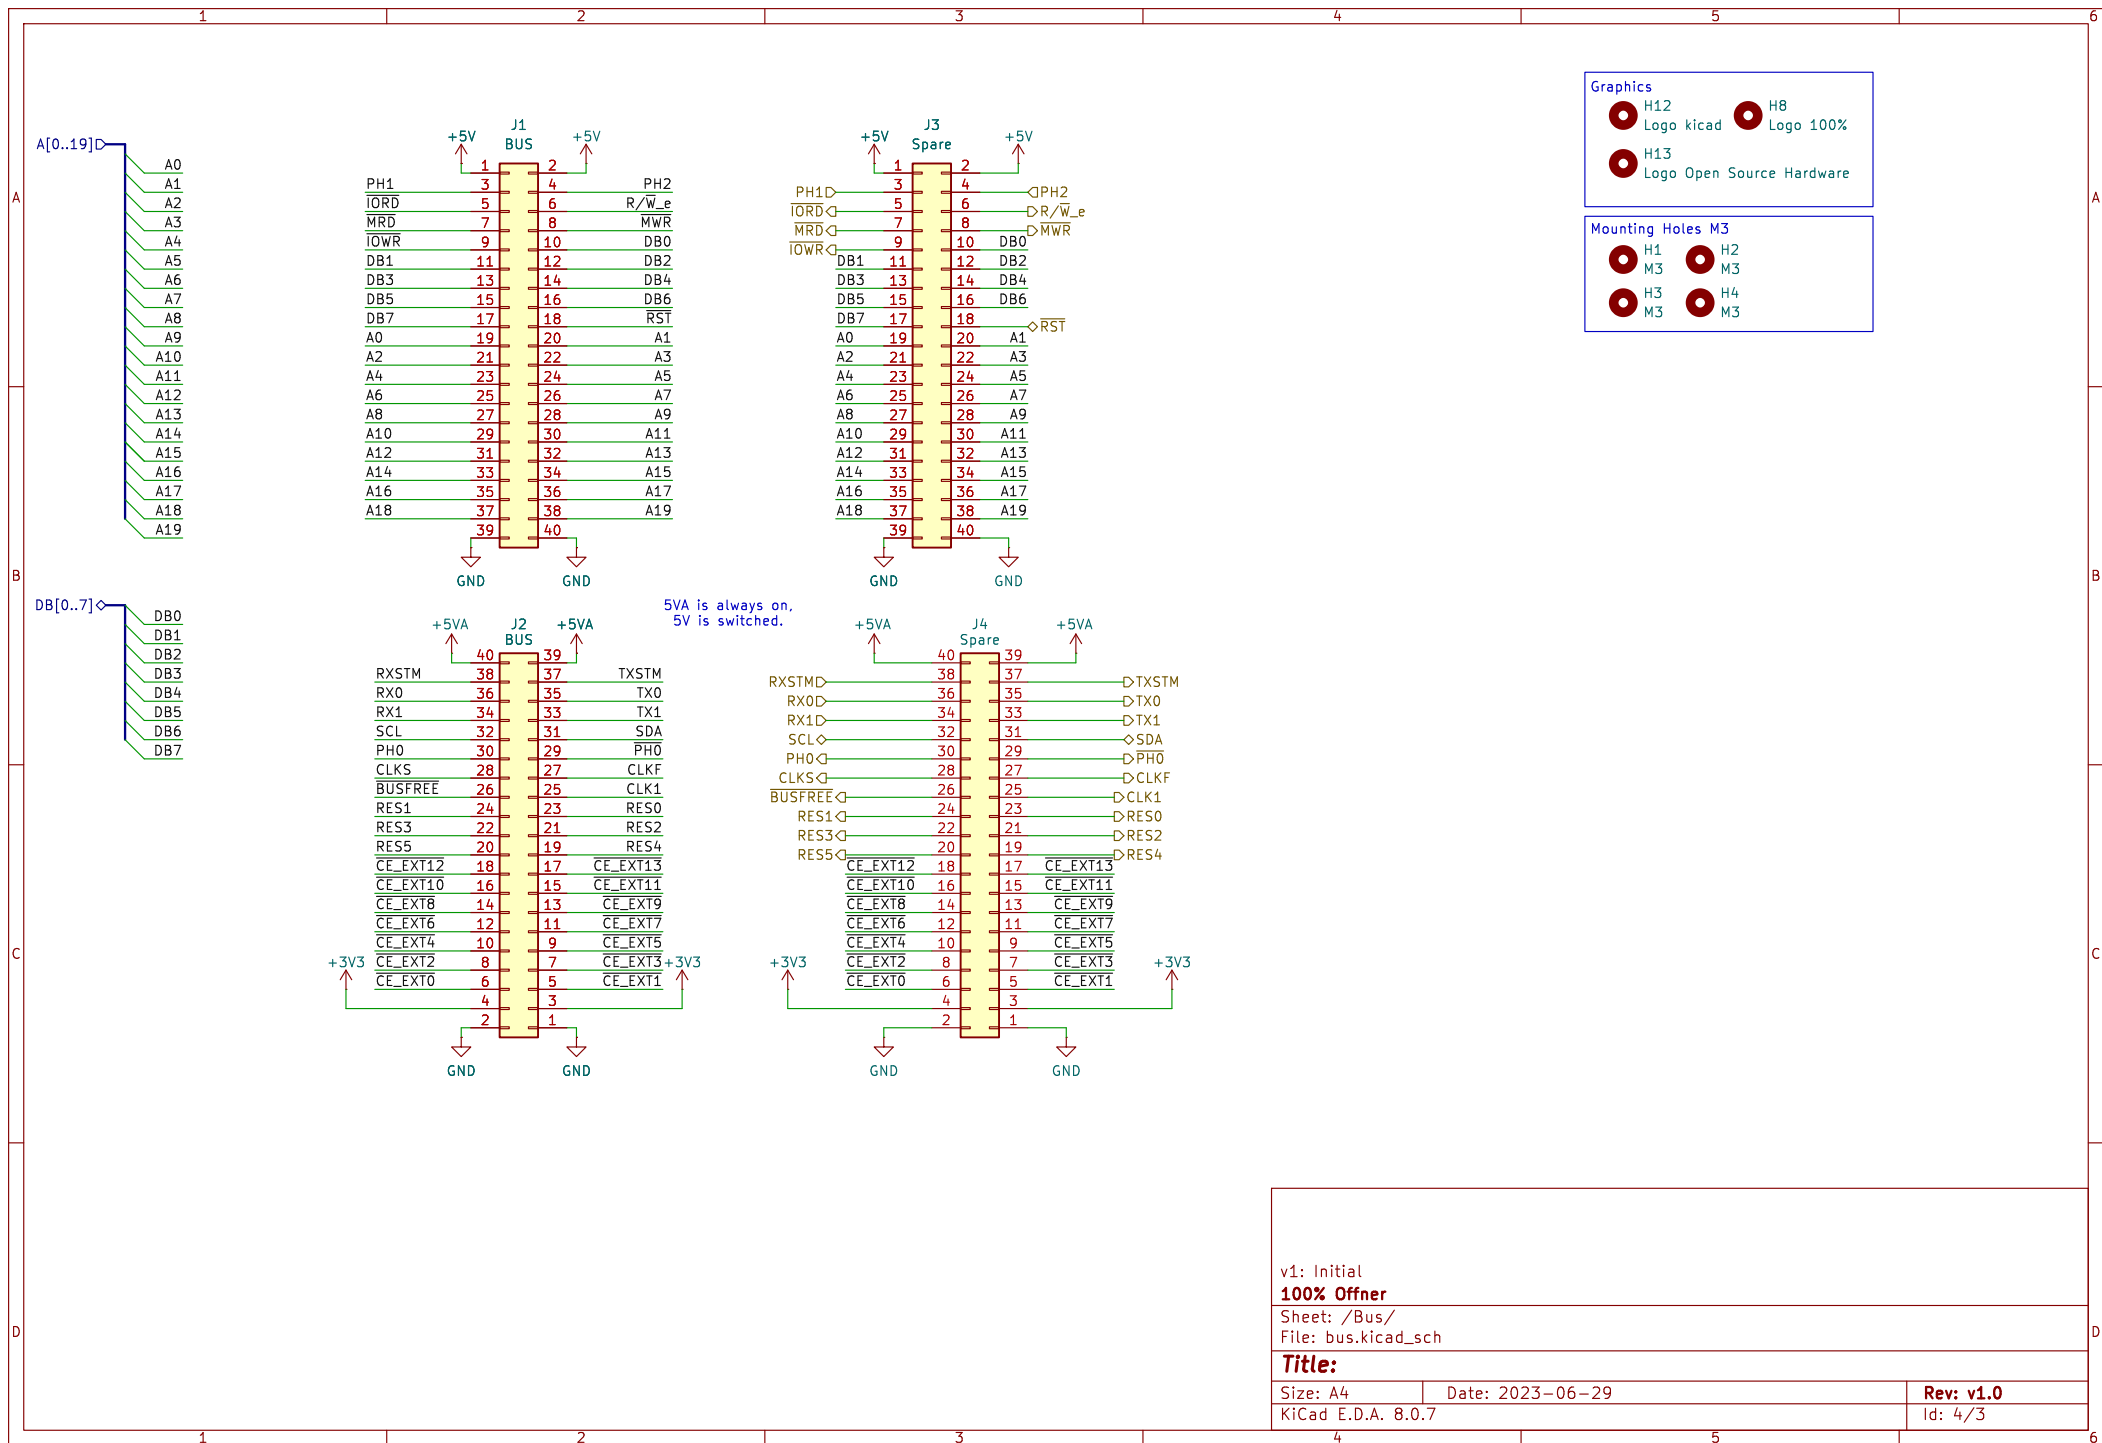 1 2 3 4 5 6
Graphics
H12 H8
Logo kicad Logo 100%
H13
Logo Open Source Hardware
Mounting Holes M3
H1 H2
M3 M3
H3 H4
M3 M3
A[0..19]
A0
A1
A2
A3
A4
A5
A6
A7
A8
A9
A10
A11
A12
A13
A14
A15
A16
A17
A18
A19
DB[0..7]
DB0
DB1
DB2
DB3
DB4
DB5
DB6
DB7
J1
+5V BUS +5V
1 2
PH1 3 4 PH2
IORD 5 6 R/W_e
MRD 7 8 MWR
IOWR 9 10 DB0
DB1 11 12 DB2
DB3 13 14 DB4
DB5 15 16 DB6
DB7 17 18 RST
A0 19 20 A1
A2 21 22 A3
A4 23 24 A5
A6 25 26 A7
A8 27 28 A9
A10 29 30 A11
A12 31 32 A13
A14 33 34 A15
A16 35 36 A17
A18 37 38 A19
39 40
GND GND
J3
+5V Spare +5V
1 2
PH1 3 4 PH2
IORD 5 6 R/W_e
MRD 7 8 MWR
IOWR 9 10 DB0
DB1 11 12 DB2
DB3 13 14 DB4
DB5 15 16 DB6
DB7 17 18 RST
A0 19 20 A1
A2 21 22 A3
A4 23 24 A5
A6 25 26 A7
A8 27 28 A9
A10 29 30 A11
A12 31 32 A13
A14 33 34 A15
A16 35 36 A17
A18 37 38 A19
39 40
GND GND
5VA is always on,
5V is switched.
+5VA J2 +5VA
BUS
40 39
RXSTM 38 37 TXSTM
RX0 36 35 TX0
RX1 34 33 TX1
SCL 32 31 SDA
PH0 30 29 PH0
CLKS 28 27 CLKF
BUSFREE 26 25 CLK1
RES1 24 23 RES0
RES3 22 21 RES2
RES5 20 19 RES4
CE_EXT12 18 17 CE_EXT13
CE_EXT10 16 15 CE_EXT11
CE_EXT8 14 13 CE_EXT9
CE_EXT6 12 11 CE_EXT7
CE_EXT4 10 9 CE_EXT5
+3V3 CE_EXT2 8 7 CE_EXT3 +3V3
CE_EXT0 6 5 CE_EXT1
4 3
2 1
GND GND
+5VA J4 +5VA
Spare
40 39
RXSTM 38 37 TXSTM
RX0 36 35 TX0
RX1 34 33 TX1
SCL 32 31 SDA
PH0 30 29 PH0
CLKS 28 27 CLKF
BUSFREE 26 25 CLK1
RES1 24 23 RES0
RES3 22 21 RES2
RES5 20 19 RES4
CE_EXT12 18 17 CE_EXT13
CE_EXT10 16 15 CE_EXT11
CE_EXT8 14 13 CE_EXT9
CE_EXT6 12 11 CE_EXT7
CE_EXT4 10 9 CE_EXT5
+3V3 CE_EXT2 8 7 CE_EXT3 +3V3
CE_EXT0 6 5 CE_EXT1
4 3
2 1
GND GND
A A
B B
C C
D D
v1: Initial
100% Offner
Sheet: /Bus/
File: bus.kicad_sch
Title:
Size: A4 Date: 2023-06-29 Rev: v1.0
KiCad E.D.A. 8.0.7 Id: 4/3
1 2 3 4 5 6